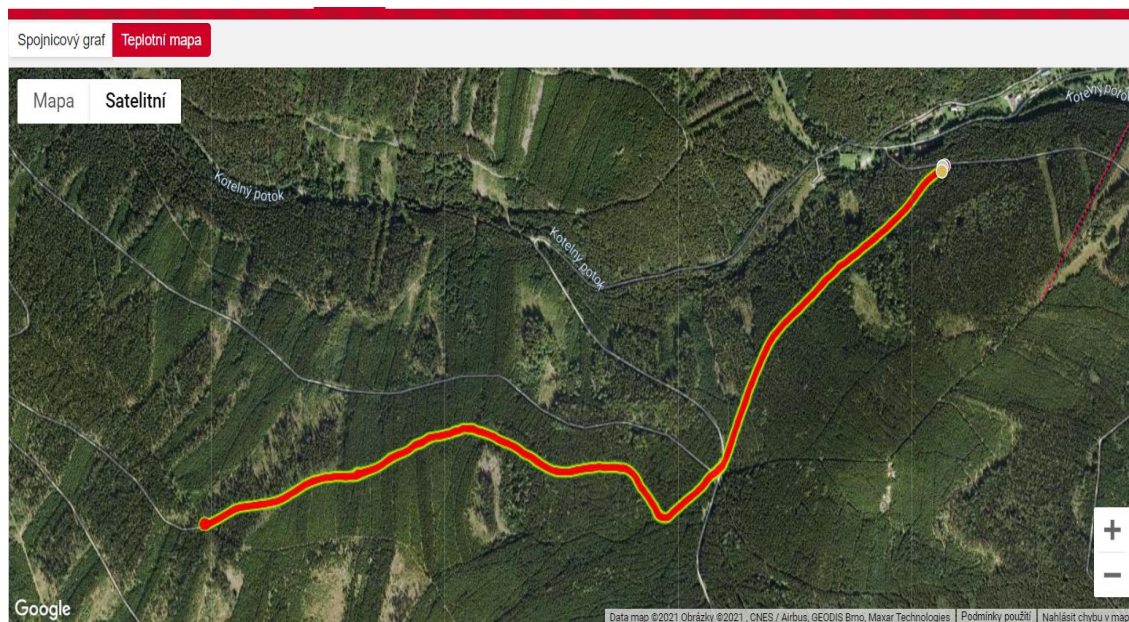 Spojnicový graf
Teplotní mapa
Mapa
Satelitní
Kotelný potok
Kotelný potok
Kotelný potok
+
−
Google
Data map ©2021 Obrázky ©2021 , CNES / Airbus, GEODIS Brno, Maxar Technologies
Podmínky použití
Nahlásit chybu v map